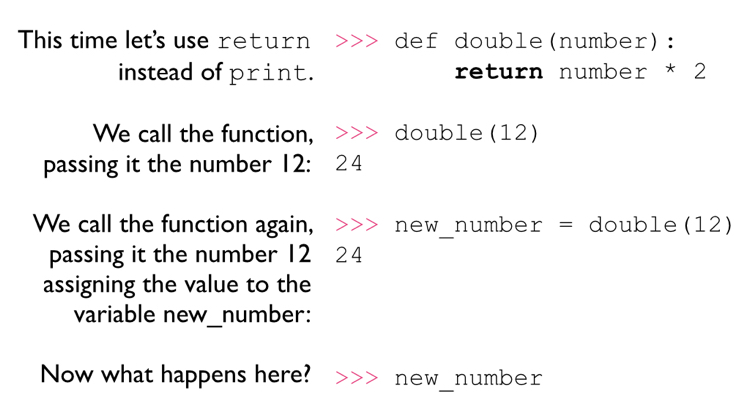 This time let's use return >>> def double(number):
instead of print. return number * 2
We call the function, >>> double(12)
passing it the number 12: 24
We call the function again, >>> new_number = double(12)
passing it the number 12 24
assigning the value to the
variable new_number:
Now what happens here? >>> new_number